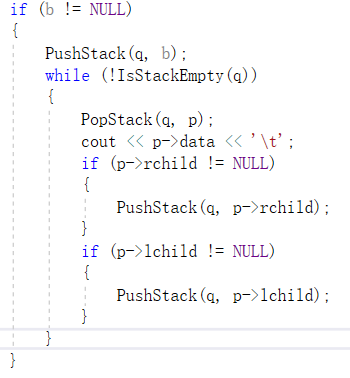 if (b != NULL)
{
    PushStack(q, b);
    while (!IsStackEmpty(q))
    {
        PopStack(q, p);
        cout << p->data << '\t';
        if (p->rchild != NULL)
        {
            PushStack(q, p->rchild);
        }
        if (p->lchild != NULL)
        {
            PushStack(q, p->lchild);
        }
    }
}